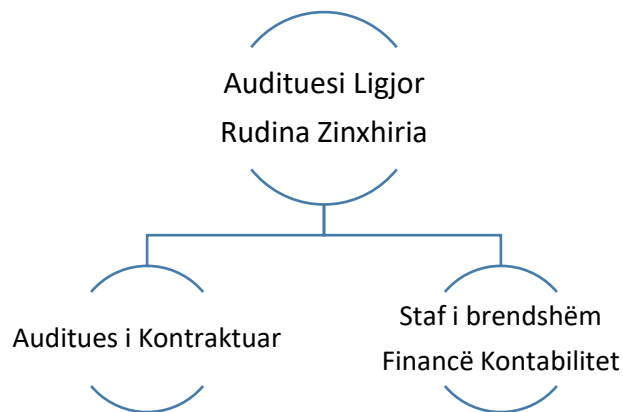 Audituesi Ligjor
Rudina Zinxhiria
Auditues i Kontraktuar
Staf i brendshëm
Financë Kontabilitet